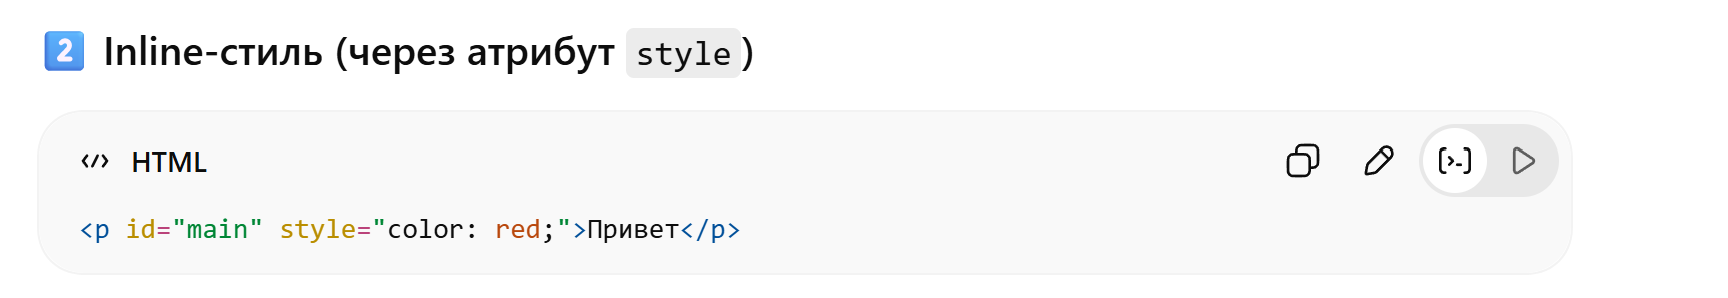 2 Inline-стиль (через атрибут style)
</> HTML
<p id="main" style="color: red;">Привет</p>